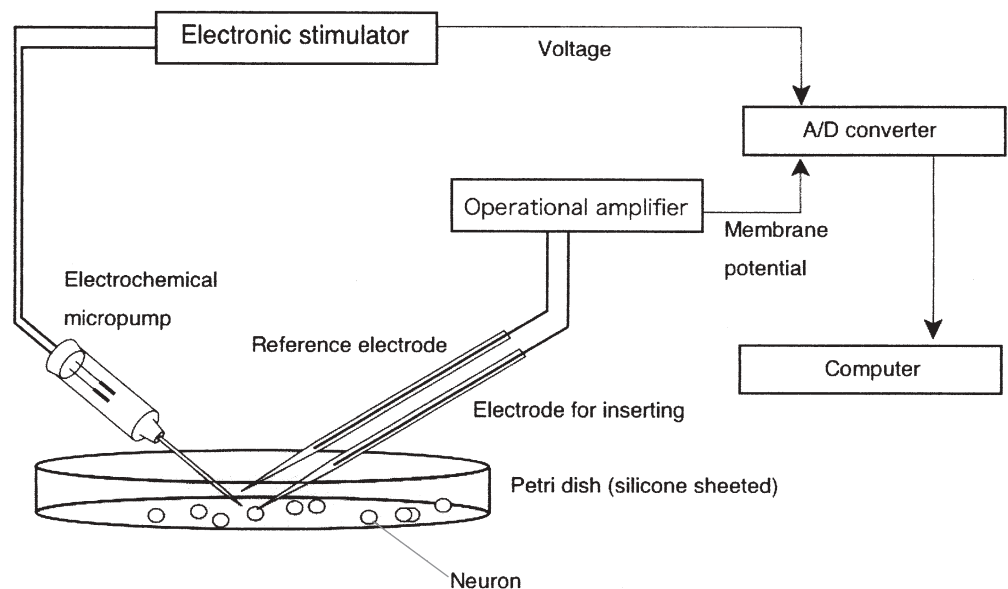 Electronic stimulator
Voltage
A/D converter
Operational amplifier
Membrane
potential
Electrochemical
micropump
Reference electrode
Computer
Electrode for inserting
Petri dish (silicone sheeted)
Neuron